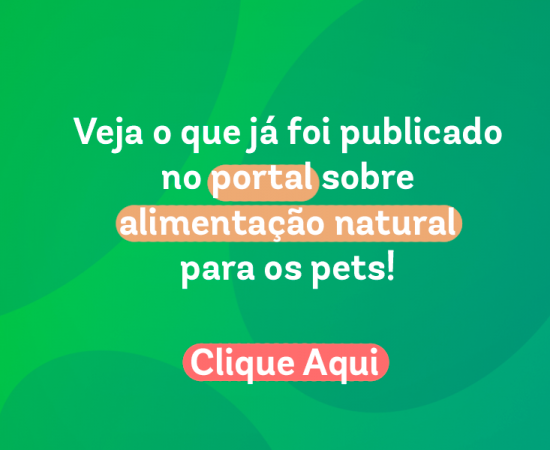 Veja o que já foi publicado
no portal sobre
alimentação natural
para os pets!
Clique Aqui